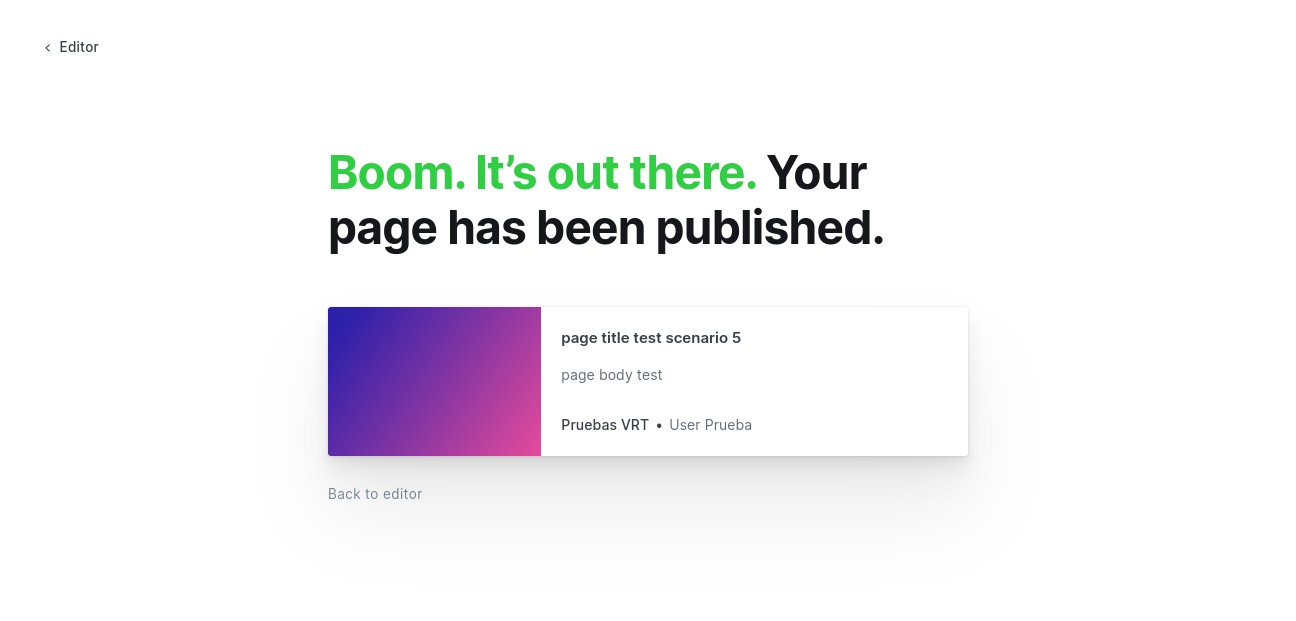 Editor
Boom. It’s out there. Your
page has been published.
page title test scenario 5
page body test
Pruebas VRT • User Prueba
Back to editor